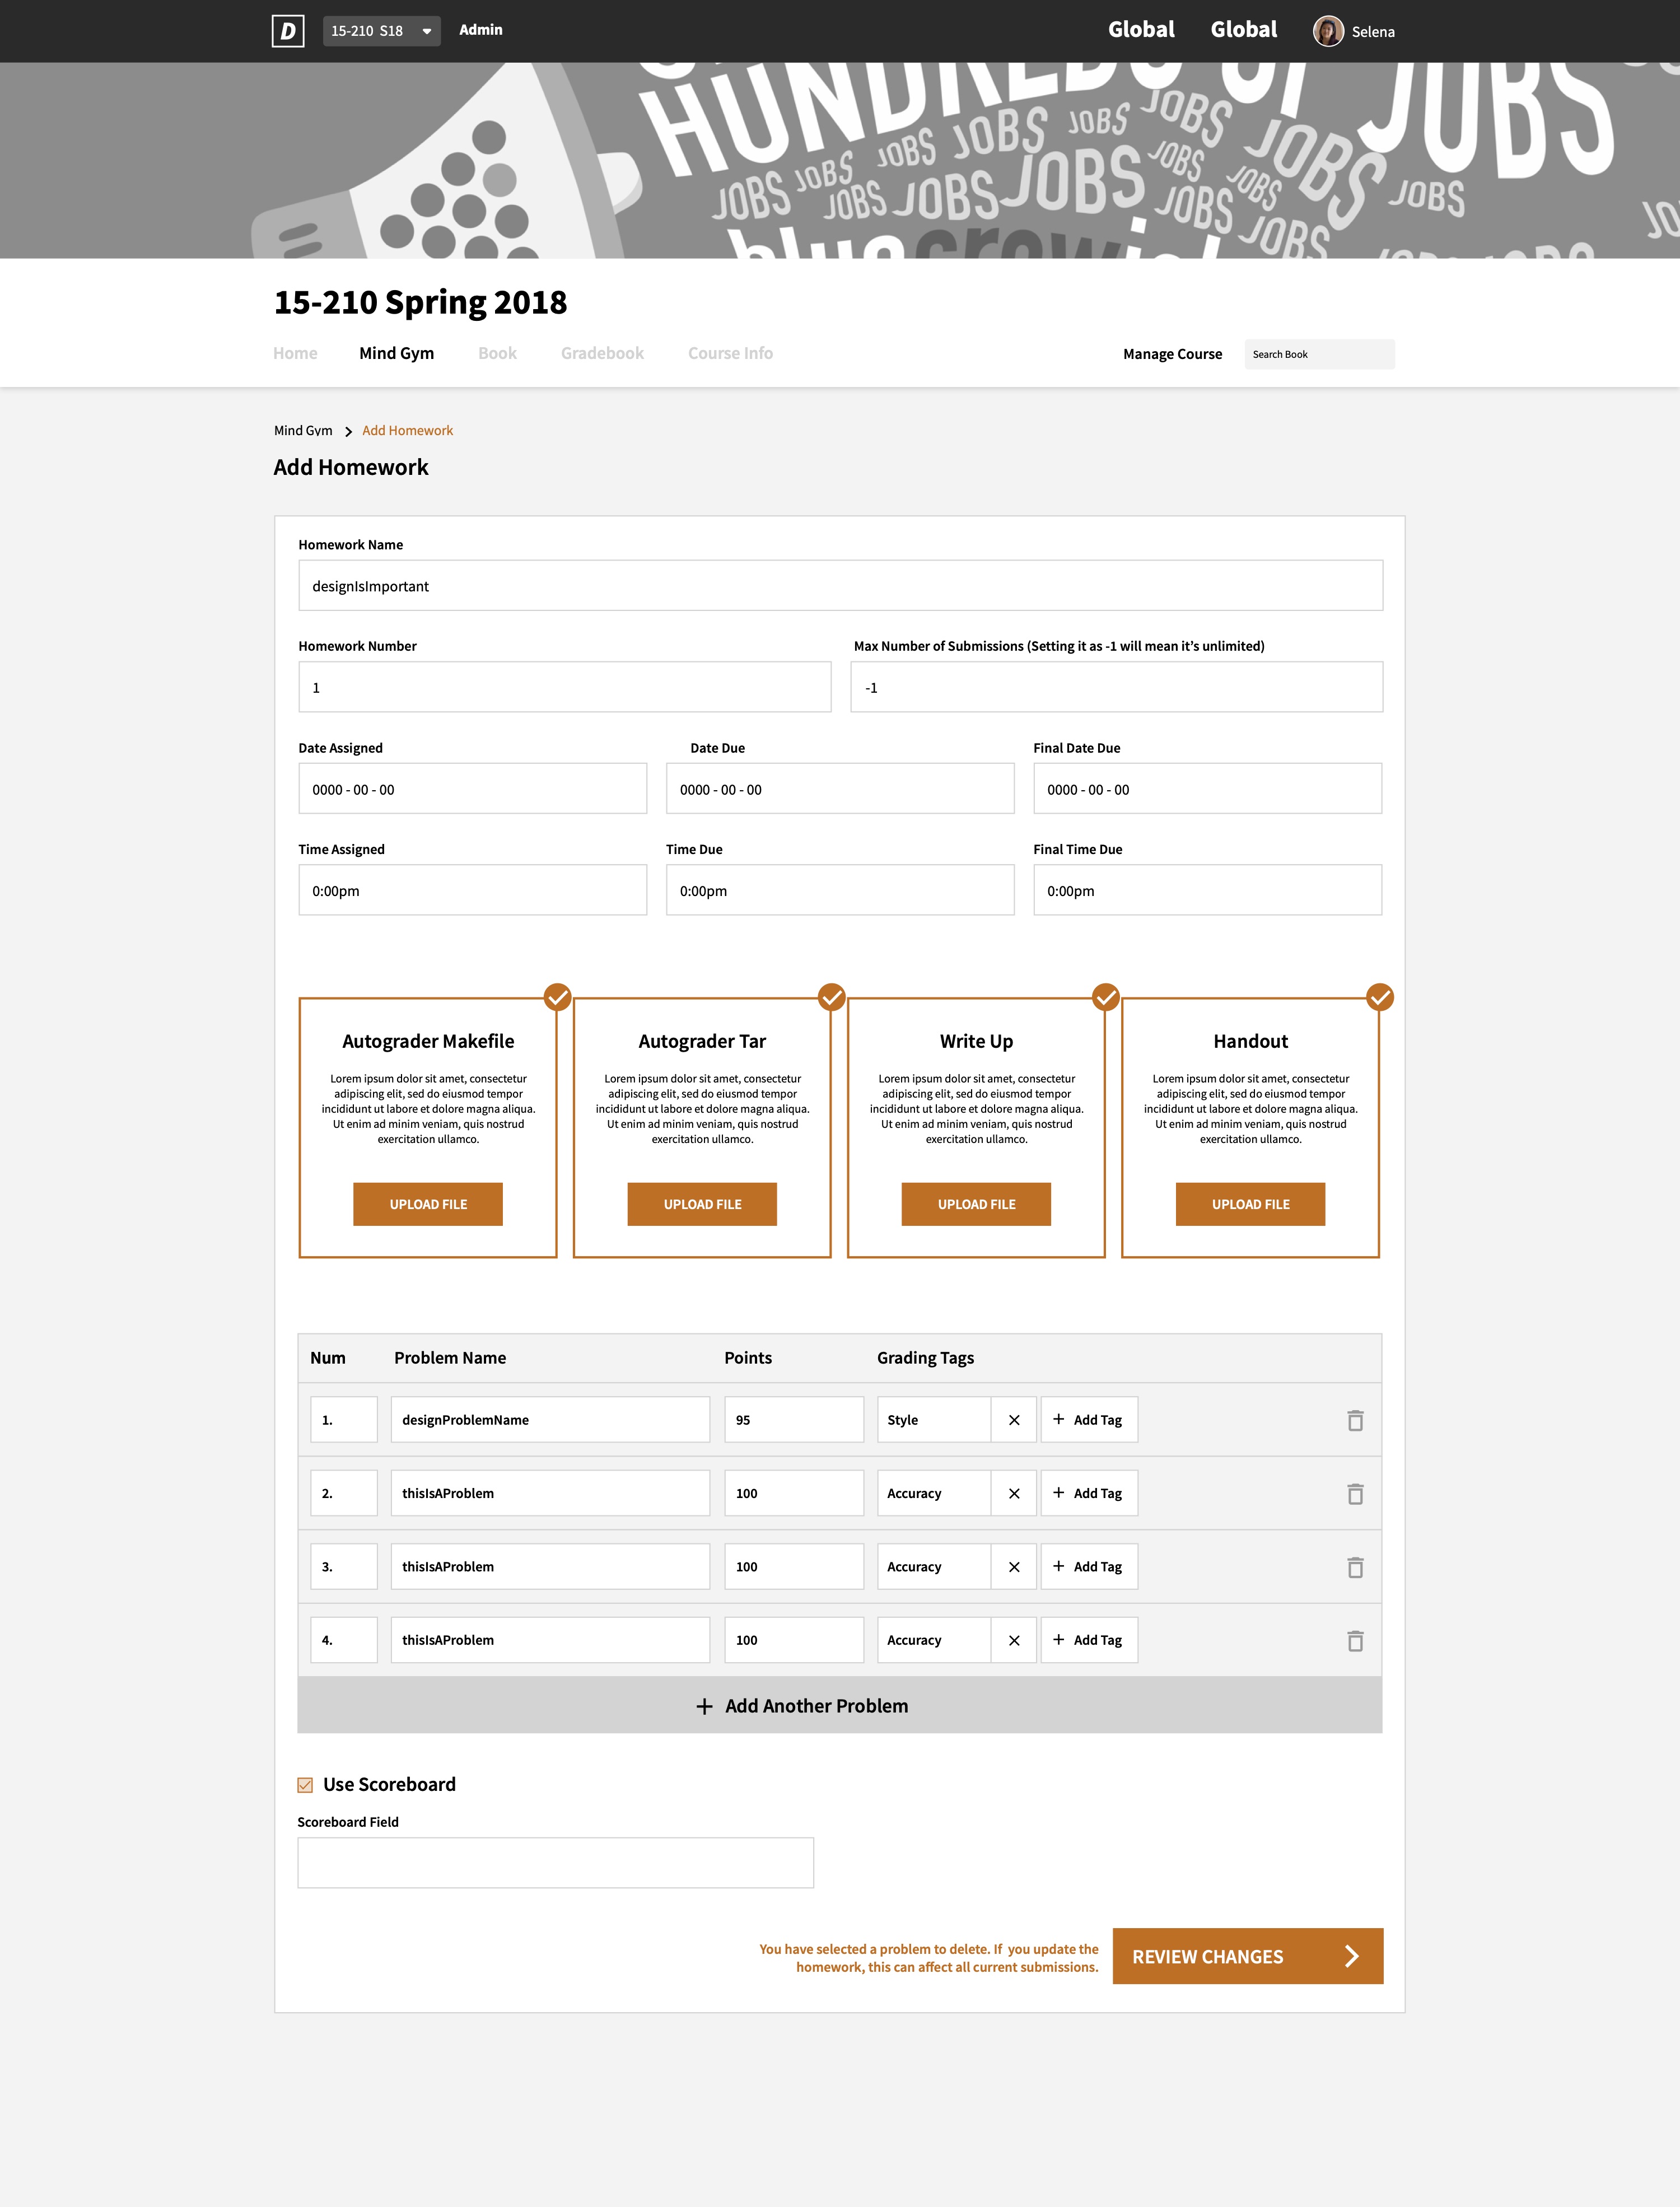 D 15-210 S18 Admin Global Global Selena
HUNDREDS OF JOBS
JOBS JOBS JOBS JOBS JOBS JOBS JOBS
JOBS JOBS JOBS JOBS JOBS JOBS JOBS JOBS
15-210 Spring 2018
Home Mind Gym Book Gradebook Course Info Manage Course Search Book
Mind Gym > Add Homework
Add Homework
Homework Name
designIsImportant
Homework Number Max Number of Submissions (Setting it as -1 will mean it’s unlimited)
1 -1
Date Assigned Date Due Final Date Due
0000 - 00 - 00 0000 - 00 - 00 0000 - 00 - 00
Time Assigned Time Due Final Time Due
0:00pm 0:00pm 0:00pm
Autograder Makefile
Lorem ipsum dolor sit amet, consectetur
adipiscing elit, sed do eiusmod tempor
incididunt ut labore et dolore magna aliqua.
Ut enim ad minim veniam, quis nostrud
exercitation ullamco.
UPLOAD FILE
Autograder Tar
Lorem ipsum dolor sit amet, consectetur
adipiscing elit, sed do eiusmod tempor
incididunt ut labore et dolore magna aliqua.
Ut enim ad minim veniam, quis nostrud
exercitation ullamco.
UPLOAD FILE
Write Up
Lorem ipsum dolor sit amet, consectetur
adipiscing elit, sed do eiusmod tempor
incididunt ut labore et dolore magna aliqua.
Ut enim ad minim veniam, quis nostrud
exercitation ullamco.
UPLOAD FILE
Handout
Lorem ipsum dolor sit amet, consectetur
adipiscing elit, sed do eiusmod tempor
incididunt ut labore et dolore magna aliqua.
Ut enim ad minim veniam, quis nostrud
exercitation ullamco.
UPLOAD FILE
Num Problem Name Points Grading Tags
1. designProblemName 95 Style × + Add Tag
2. thisIsAProblem 100 Accuracy × + Add Tag
3. thisIsAProblem 100 Accuracy × + Add Tag
4. thisIsAProblem 100 Accuracy × + Add Tag
+ Add Another Problem
Use Scoreboard
Scoreboard Field
You have selected a problem to delete. If you update the
homework, this can affect all current submissions.
REVIEW CHANGES >